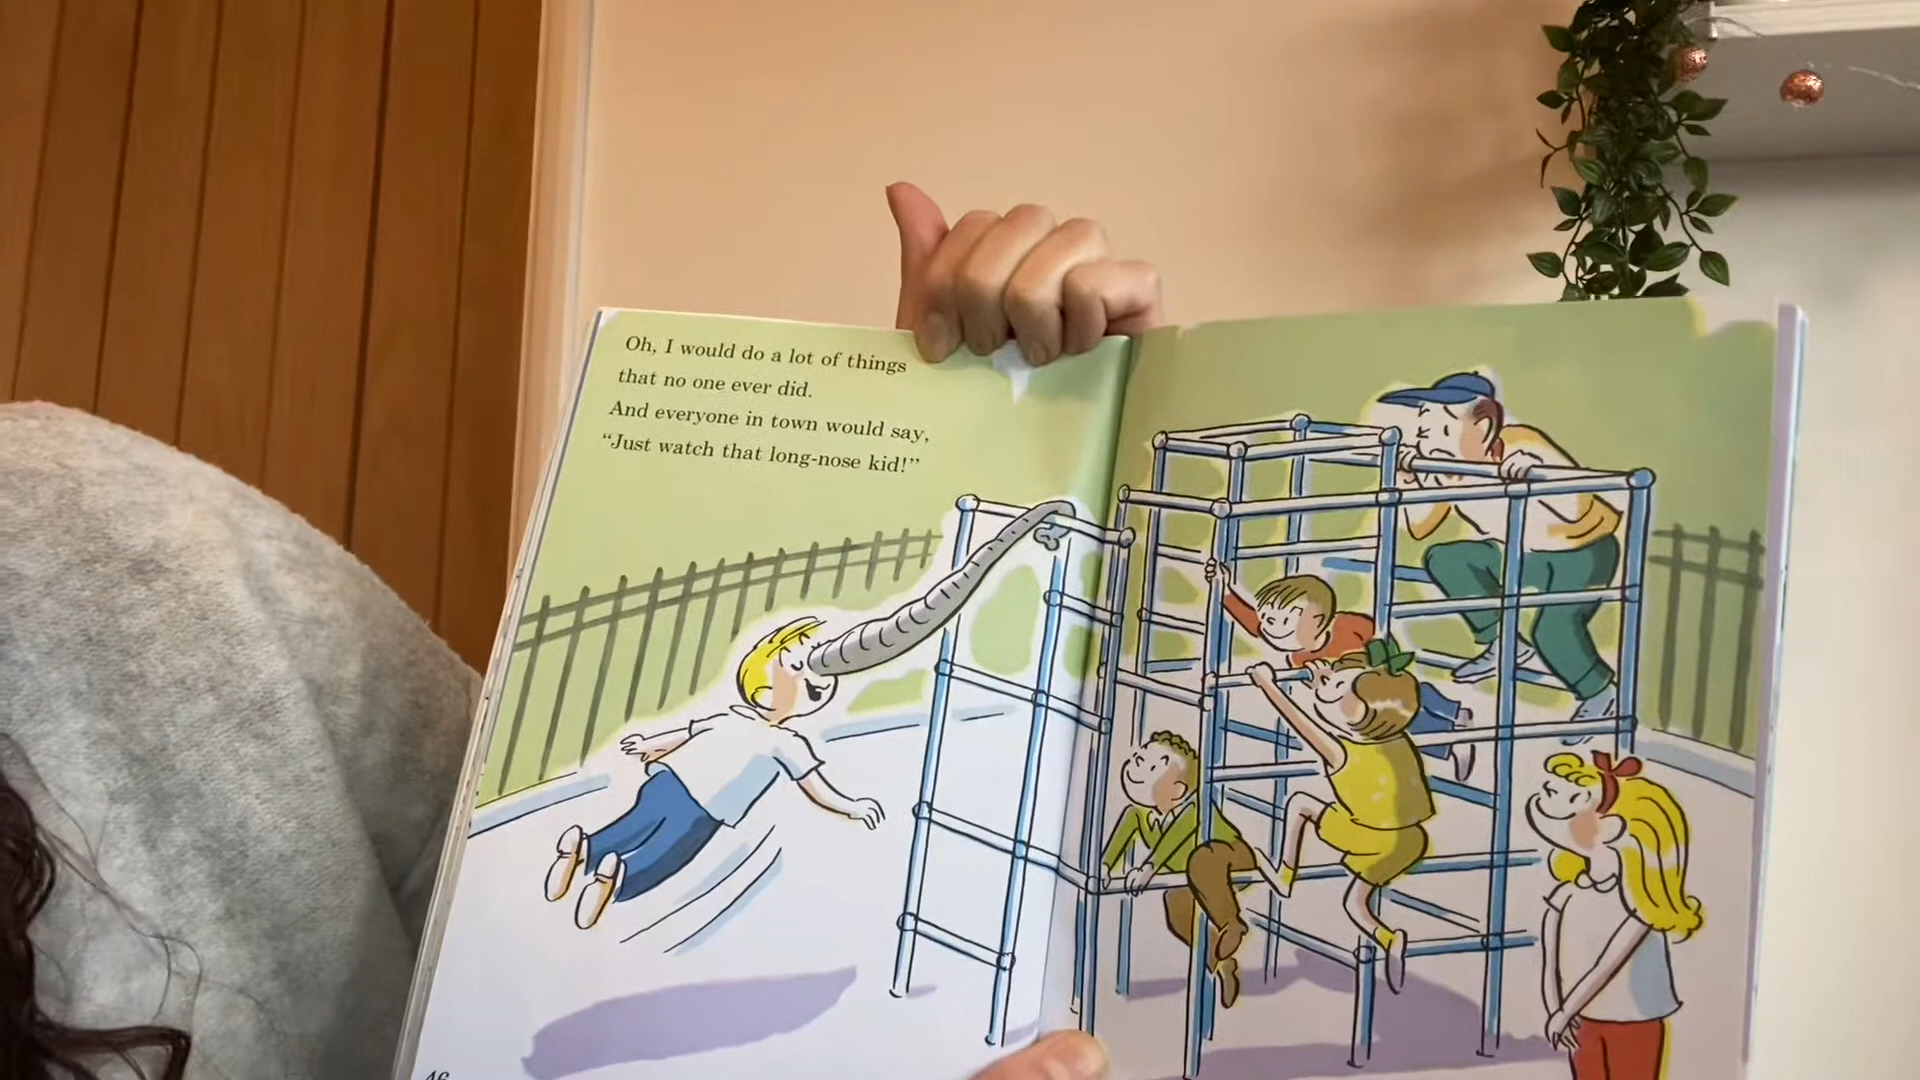 Oh, I would do a lot of things
that no one ever did.
And everyone in town would say,
“Just watch that long-nose kid!”
46